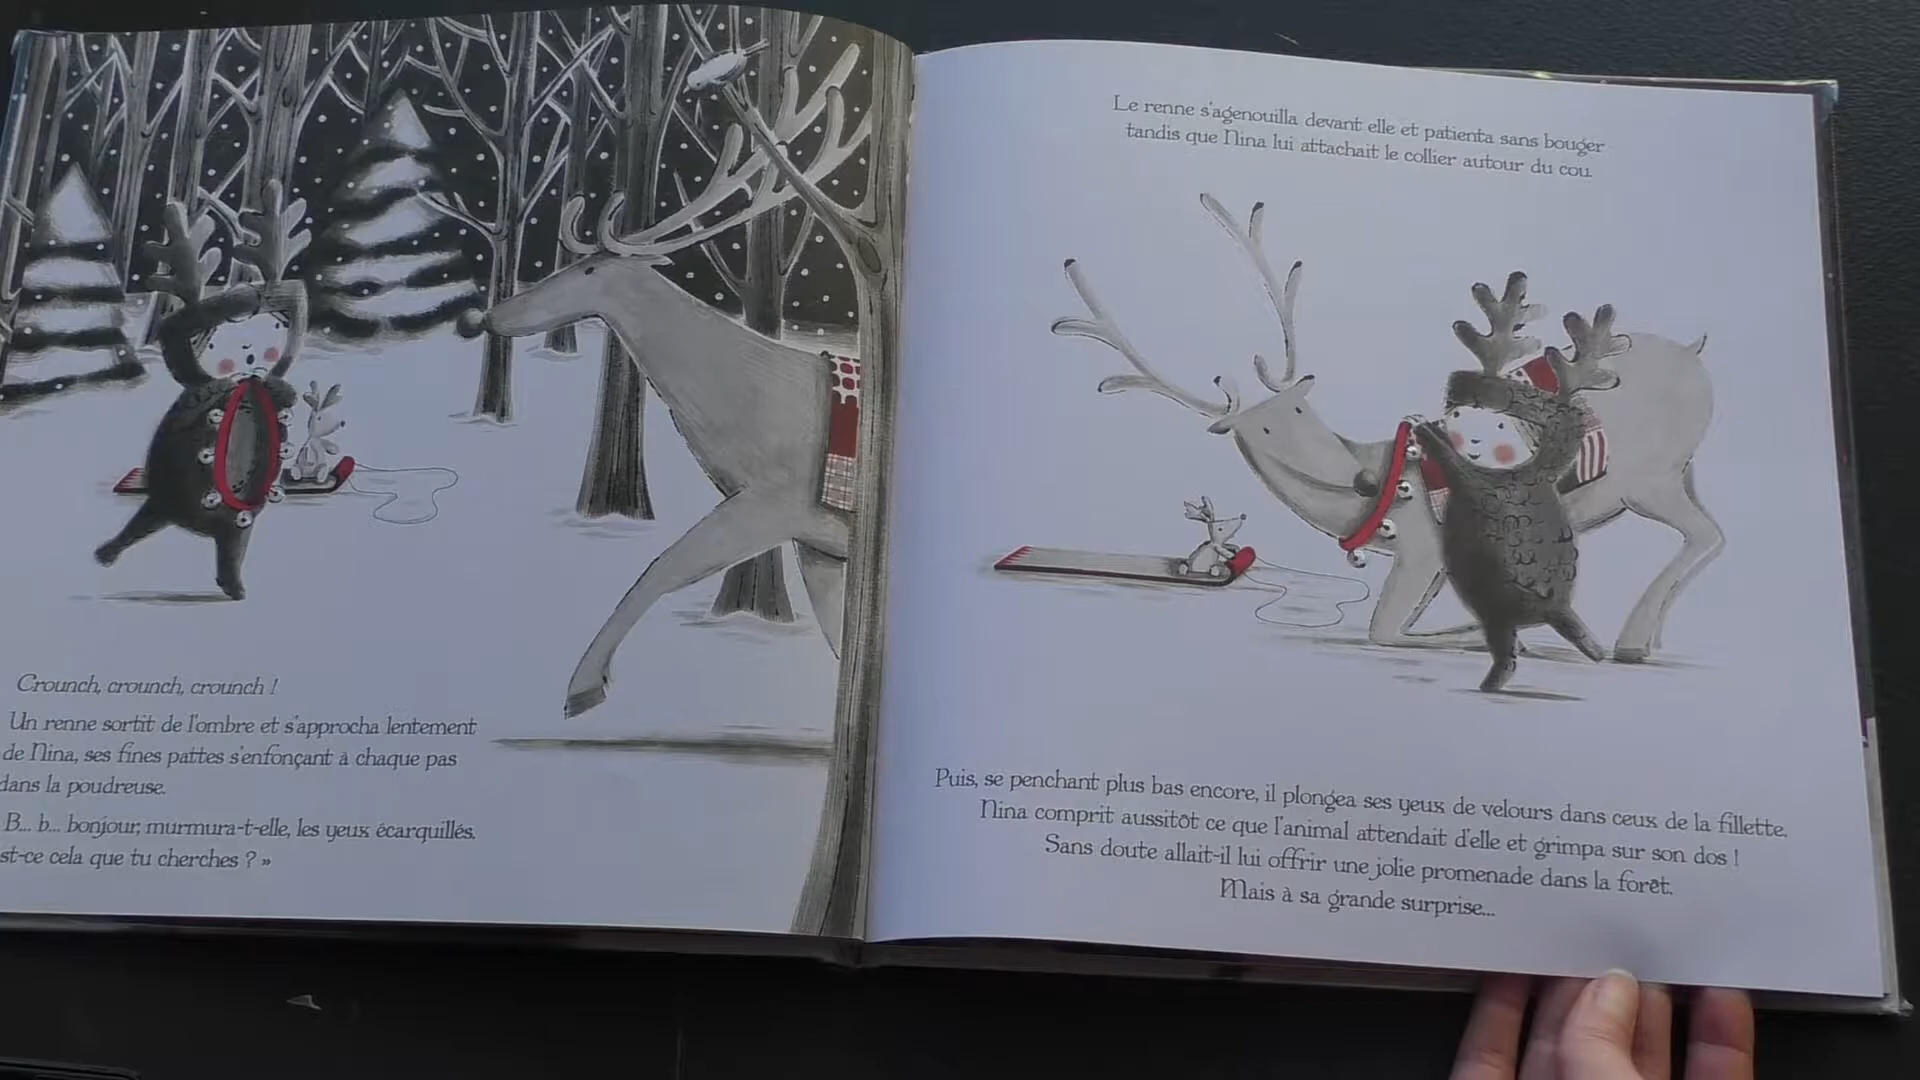 Crounch, crounch, crounch !
Un renne sortit de l'ombre et s'approcha lentement
de Nina, ses fines pattes s'enfonçant à chaque pas
dans la poudreuse.
B... b... bonjour, murmura-t-elle, les yeux écarquillés.
st-ce cela que tu cherches ? »
Le renne s'agenouilla devant elle et patienta sans bouger
tandis que Nina lui attachait le collier autour du cou.
Puis, se penchant plus bas encore, il plongea ses yeux de velours dans ceux de la fillette.
Nina comprit aussitôt ce que l'animal attendait d'elle et grimpa sur son dos !
Sans doute allait-il lui offrir une jolie promenade dans la forêt.
Mais à sa grande surprise...